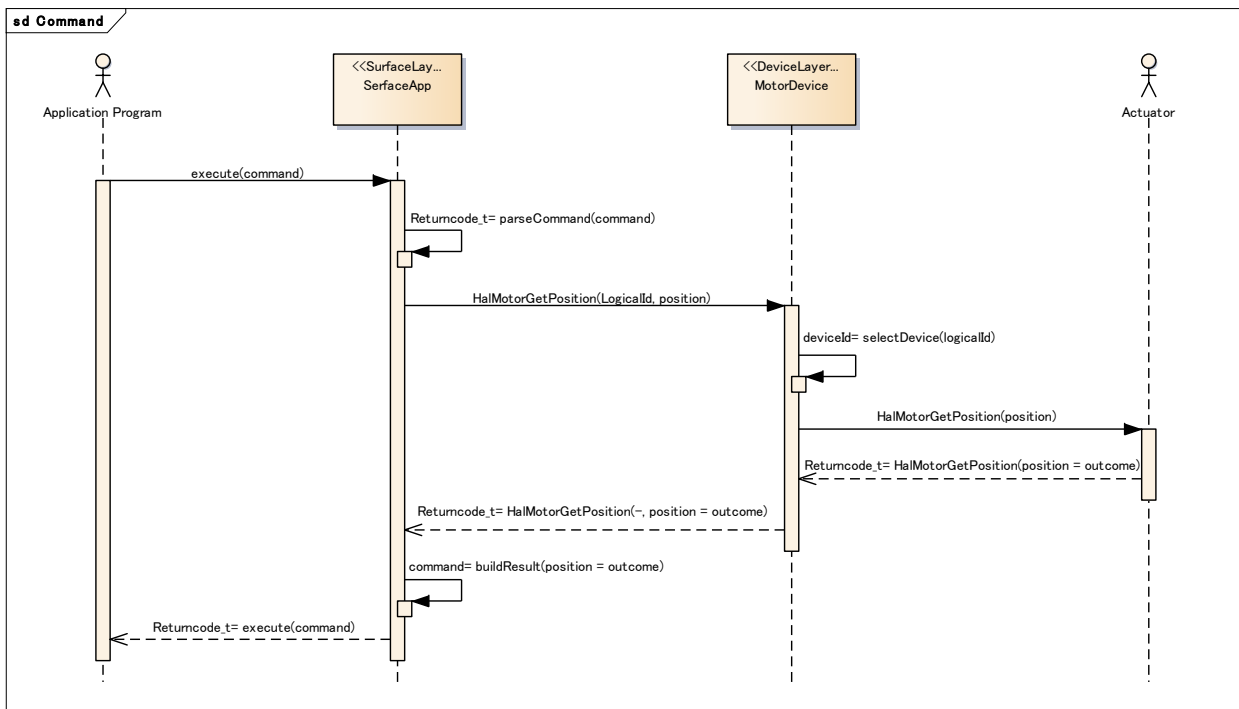 sd Command
<<SurfaceLay...
SerfaceApp
<<DeviceLayer...
MotorDevice
Application Program
Actuator
execute(command)
Returncode_t= parseCommand(command)
HalMotorGetPosition(LogicalId, position)
deviceId= selectDevice(logicalId)
HalMotorGetPosition(position)
Returncode_t= HalMotorGetPosition(position = outcome)
Returncode_t= HalMotorGetPosition(-, position = outcome)
command= buildResult(position = outcome)
Returncode_t= execute(command)